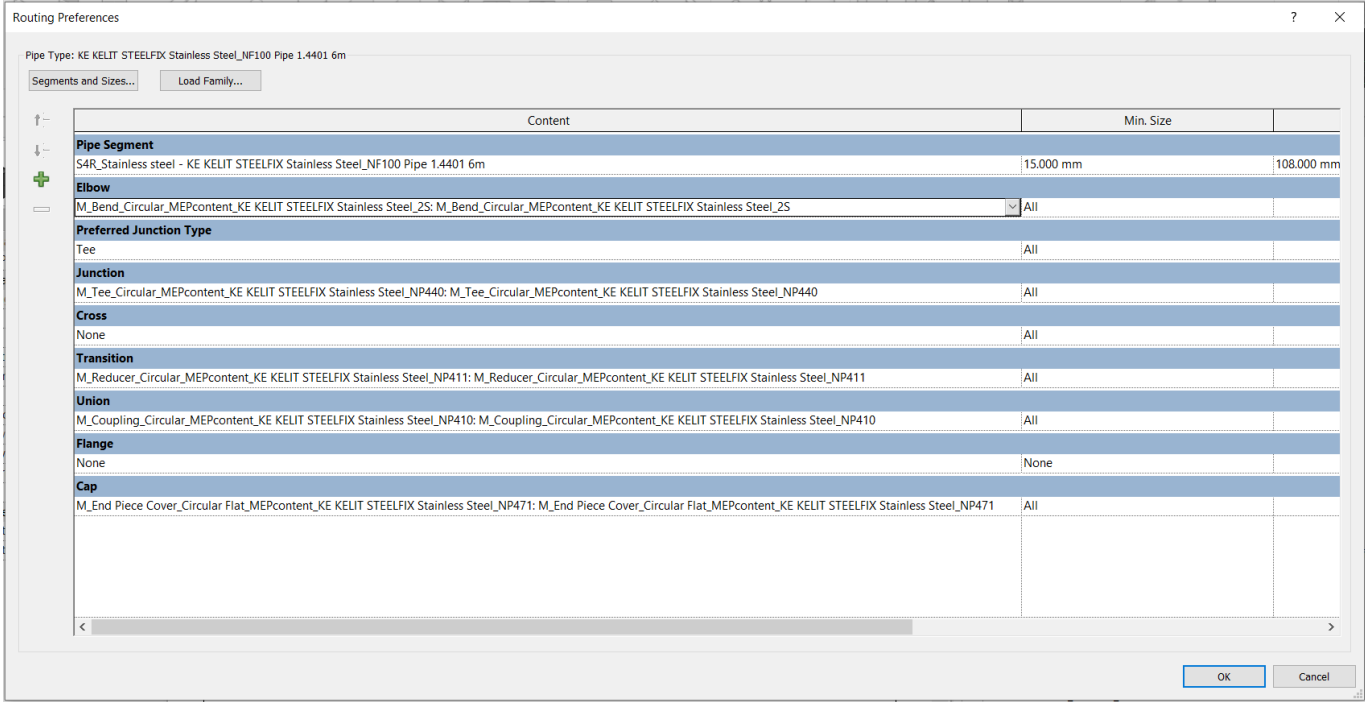 Routing Preferences
Pipe Type: KE KELIT STEELFIX Stainless Steel_NF100 Pipe 1.4401 6m
Segments and Sizes... Load Family...
Content Min. Size
Pipe Segment
S4R_Stainless steel - KE KELIT STEELFIX Stainless Steel_NF100 Pipe 1.4401 6m 15.000 mm 108.000 mm
Elbow
M_Bend_Circular_MEPcontent_KE KELIT STEELFIX Stainless Steel_2S: M_Bend_Circular_MEPcontent_KE KELIT STEELFIX Stainless Steel_2S All
Preferred Junction Type
Tee All
Junction
M_Tee_Circular_MEPcontent_KE KELIT STEELFIX Stainless Steel_NP440: M_Tee_Circular_MEPcontent_KE KELIT STEELFIX Stainless Steel_NP440 All
Cross
None All
Transition
M_Reducer_Circular_MEPcontent_KE KELIT STEELFIX Stainless Steel_NP411: M_Reducer_Circular_MEPcontent_KE KELIT STEELFIX Stainless Steel_NP411 All
Union
M_Coupling_Circular_MEPcontent_KE KELIT STEELFIX Stainless Steel_NP410: M_Coupling_Circular_MEPcontent_KE KELIT STEELFIX Stainless Steel_NP410 All
Flange
None None
Cap
M_End Piece Cover_Circular Flat_MEPcontent_KE KELIT STEELFIX Stainless Steel_NP471: M_End Piece Cover_Circular Flat_MEPcontent_KE KELIT STEELFIX Stainless Steel_NP471 All
OK Cancel